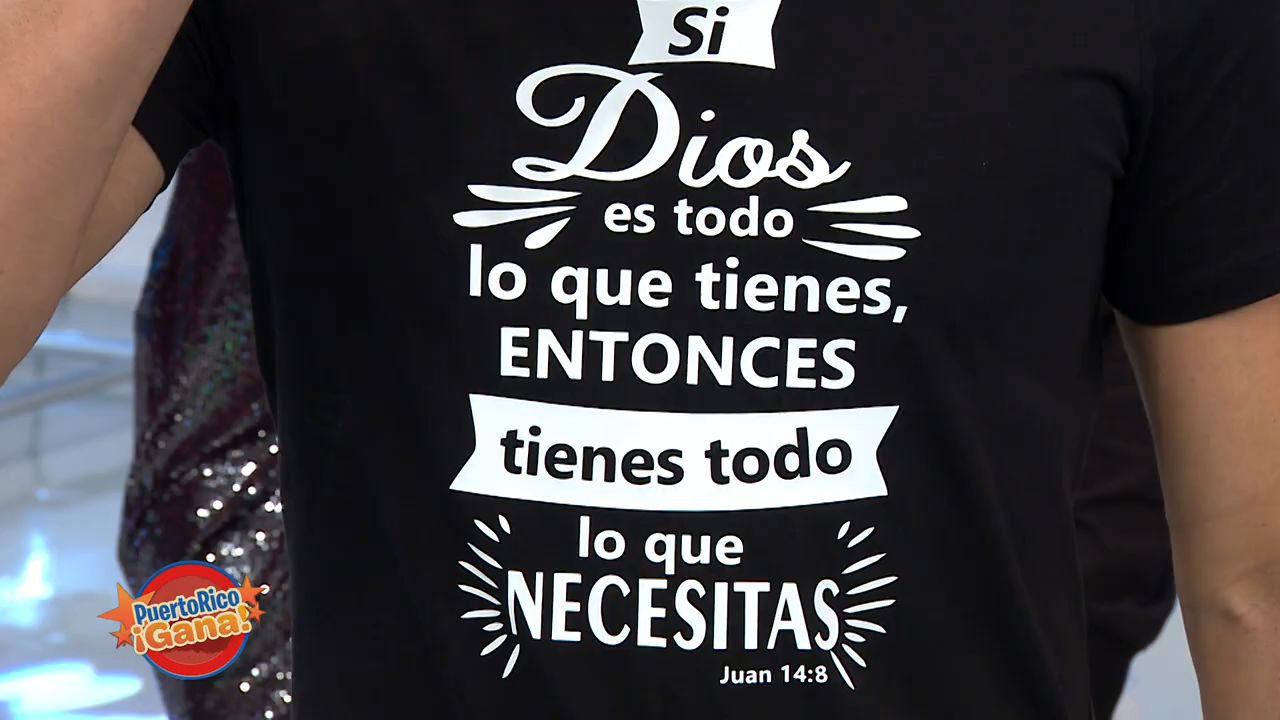 Si
Dios
es todo
lo que tienes,
ENTONCES
tienes todo
lo que
NECESITAS
Juan 14:8
PuertoRico
¡Gana!